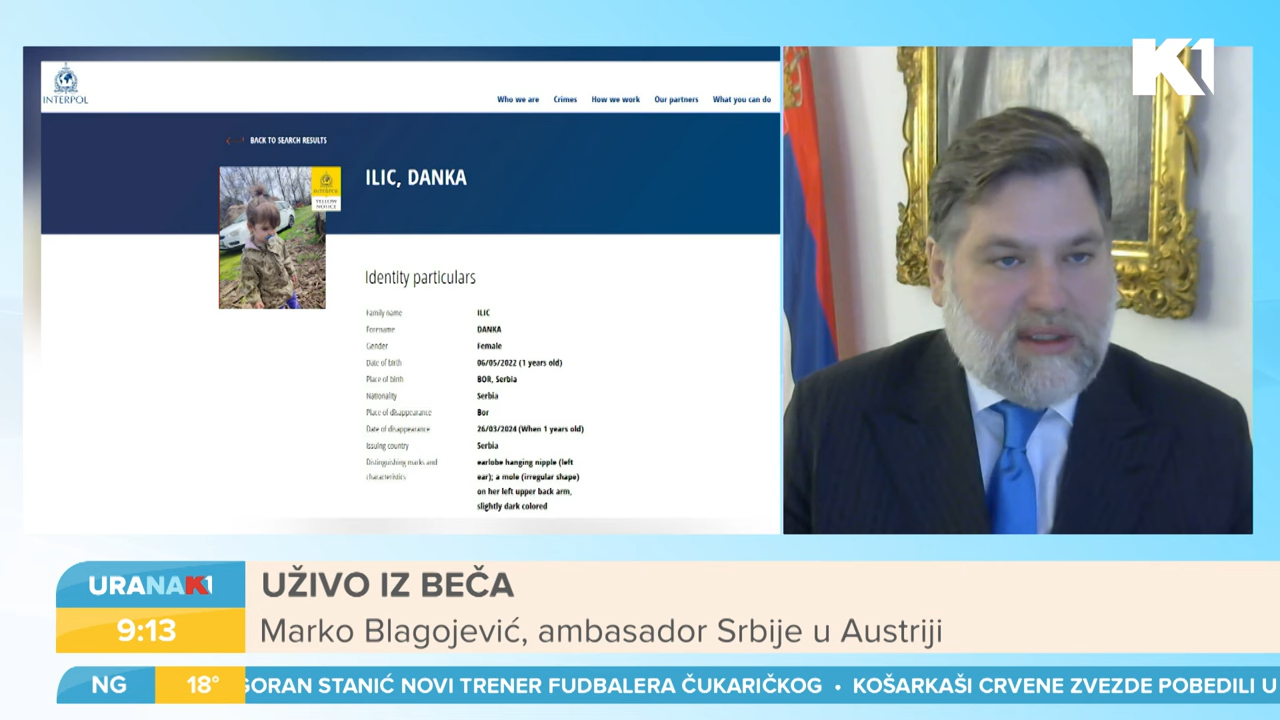 K1
INTERPOL
Who we are Crimes How we work Our partners What you can do
BACK TO SEARCH RESULTS
INTERPOL
YELLOW NOTICE
ILIC, DANKA
Identity particulars
Family name ILIC
Forename DANKA
Gender Female
Date of birth 06/05/2022 (1 years old)
Place of birth BOR, Serbia
Nationality Serbia
Place of disappearance Bor
Date of disappearance 26/03/2024 (When 1 years old)
Issuing country Serbia
Distinguishing marks and earlobe hanging nipple (left
characteristics ear); a mole (irregular shape)
on her left upper back arm,
slightly dark colored
URANAK1
UŽIVO IZ BEČA
9:13
Marko Blagojević, ambasador Srbije u Austriji
NG 18° GORAN STANIĆ NOVI TRENER FUDBALERA ČUKARIČKOG • KOŠARKAŠI CRVENE ZVEZDE POBEDILI U